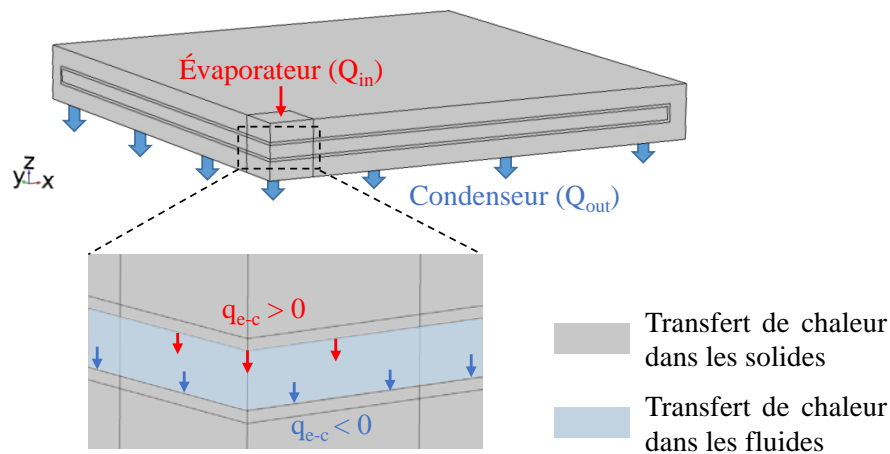 Évaporateur (Qin)
z
y x
Condenseur (Qout)
qe-c > 0
qe-c < 0
Transfert de chaleur
dans les solides
Transfert de chaleur
dans les fluides